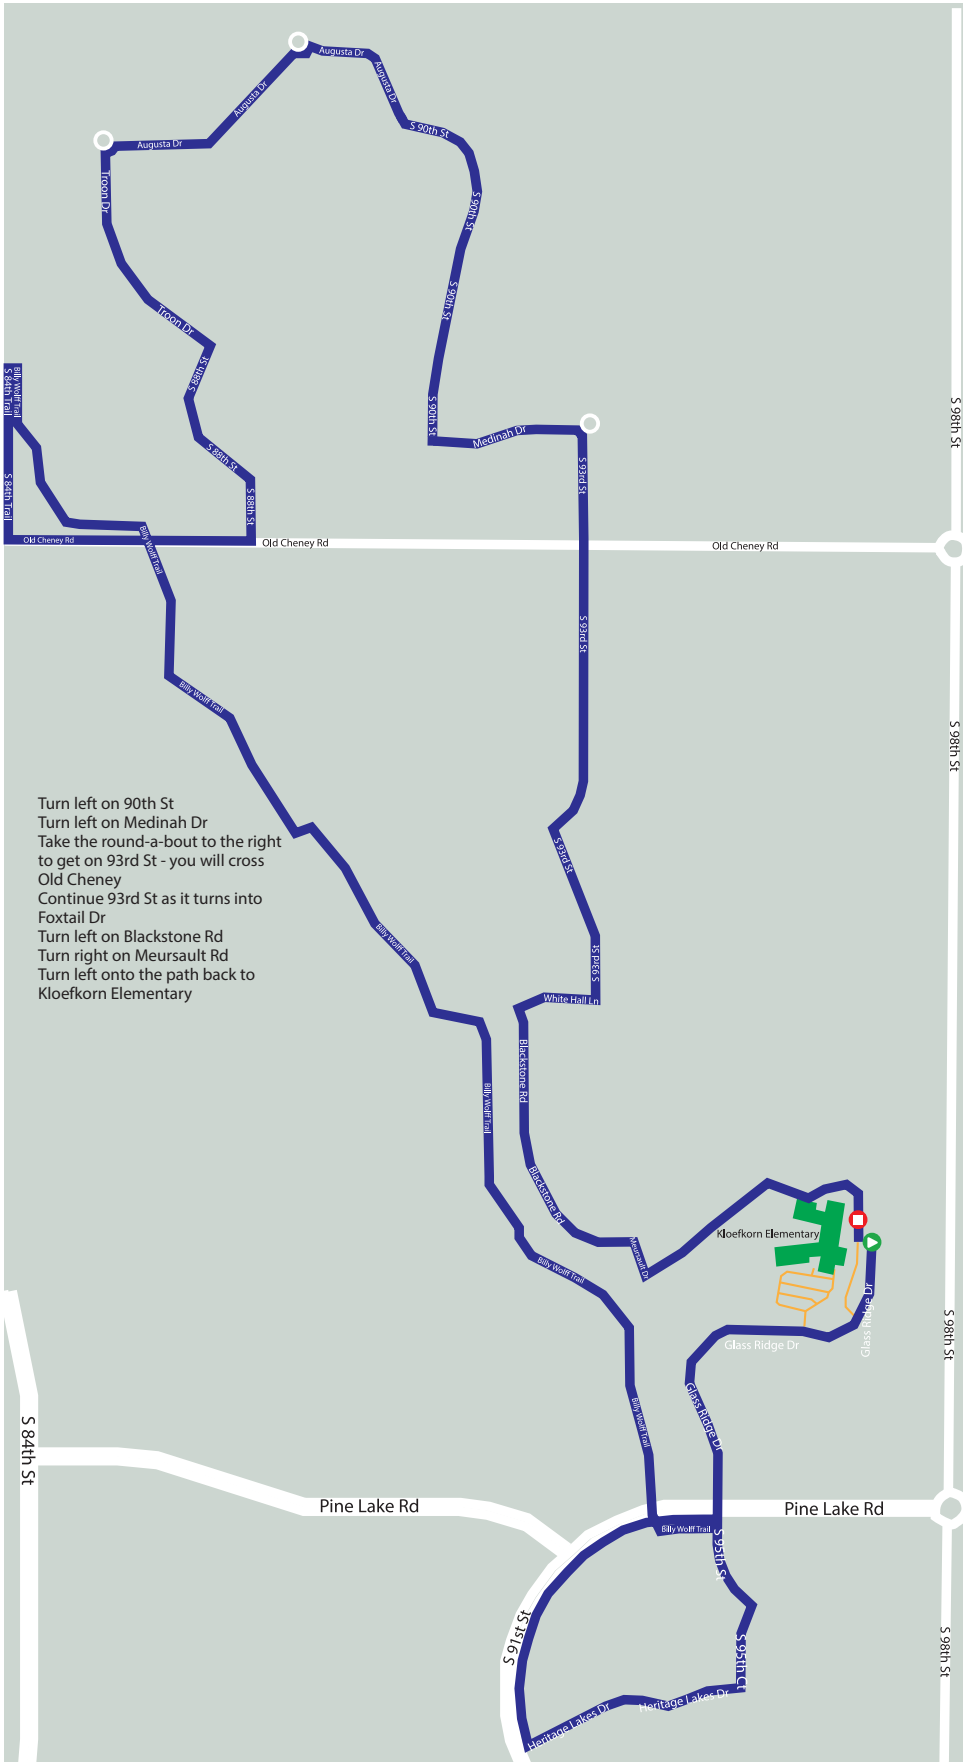 Augusta Dr
Augusta Dr
Augusta Dr
S 90th St
Augusta Dr
Troon Dr
S 90th St
S 90th St
Troon Dr
S 88th St
Billy Wolff Trail
S 84th Trail
S 90th St
Medinah Dr
S 98th St
S 88th St
S 93rd St
S 84th Trail
S 88th St
Old Cheney Rd
Old Cheney Rd
Old Cheney Rd
Billy Wolff Trail
S 93rd St
Billy Wolff Trail
S 98th St
Turn left on 90th St
Turn left on Medinah Dr
Take the round-a-bout to the right
to get on 93rd St - you will cross
Old Cheney
Continue 93rd St as it turns into
Foxtail Dr
Turn left on Blackstone Rd
Turn right on Meursault Rd
Turn left onto the path back to
Kloefkorn Elementary
S 93rd St
Billy Wolff Trail
S 93rd St
White Hall Ln
Blackstone Rd
Billy Wolff Trail
Blackstone Rd
Kloefkorn Elementary
Meursault Dr
Billy Wolff Trail
Glass Ridge Dr
Glass Ridge Dr
S 98th St
Glass Ridge Dr
Billy Wolff Trail
S 84th St
Pine Lake Rd
Pine Lake Rd
Billy Wolff Trail
S 95th St
S 91st St
S 95th Ct
S 98th St
Heritage Lakes Dr
Heritage Lakes Dr